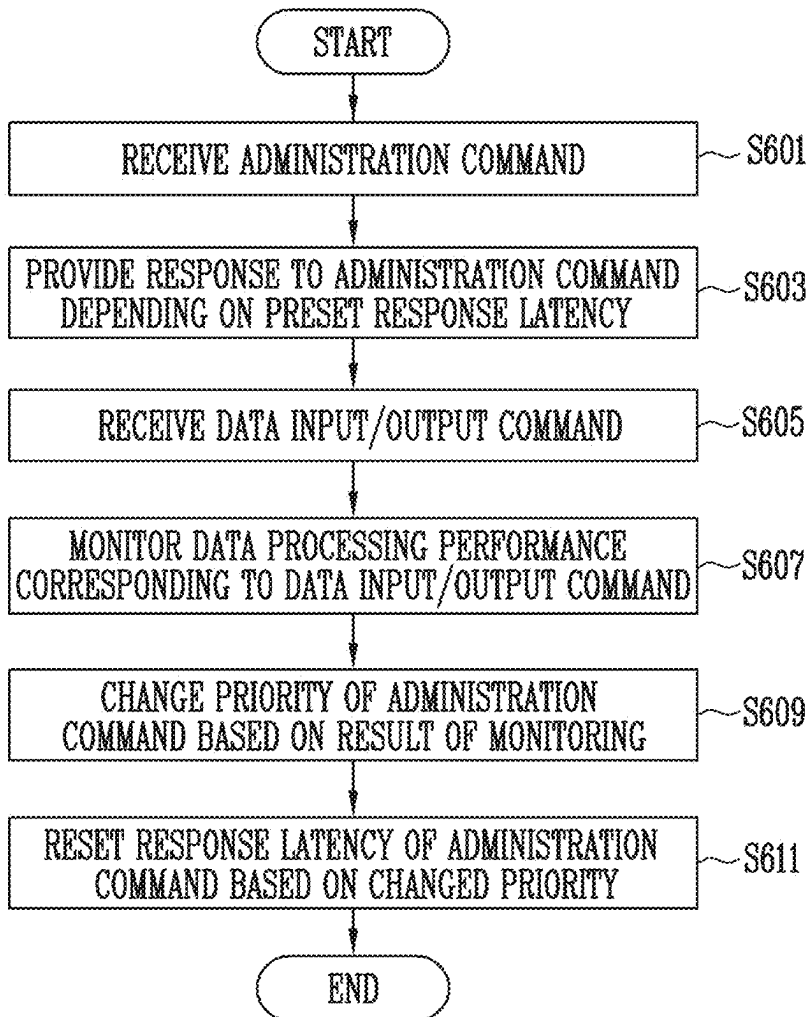 START
RECEIVE ADMINISTRATION COMMAND
S601
PROVIDE RESPONSE TO ADMINISTRATION COMMAND
DEPENDING ON PRESET RESPONSE LATENCY
S603
RECEIVE DATA INPUT/OUTPUT COMMAND
S605
MONITOR DATA PROCESSING PERFORMANCE
CORRESPONDING TO DATA INPUT/OUTPUT COMMAND
S607
CHANGE PRIORITY OF ADMINISTRATION
COMMAND BASED ON RESULT OF MONITORING
S609
RESET RESPONSE LATENCY OF ADMINISTRATION
COMMAND BASED ON CHANGED PRIORITY
S611
END